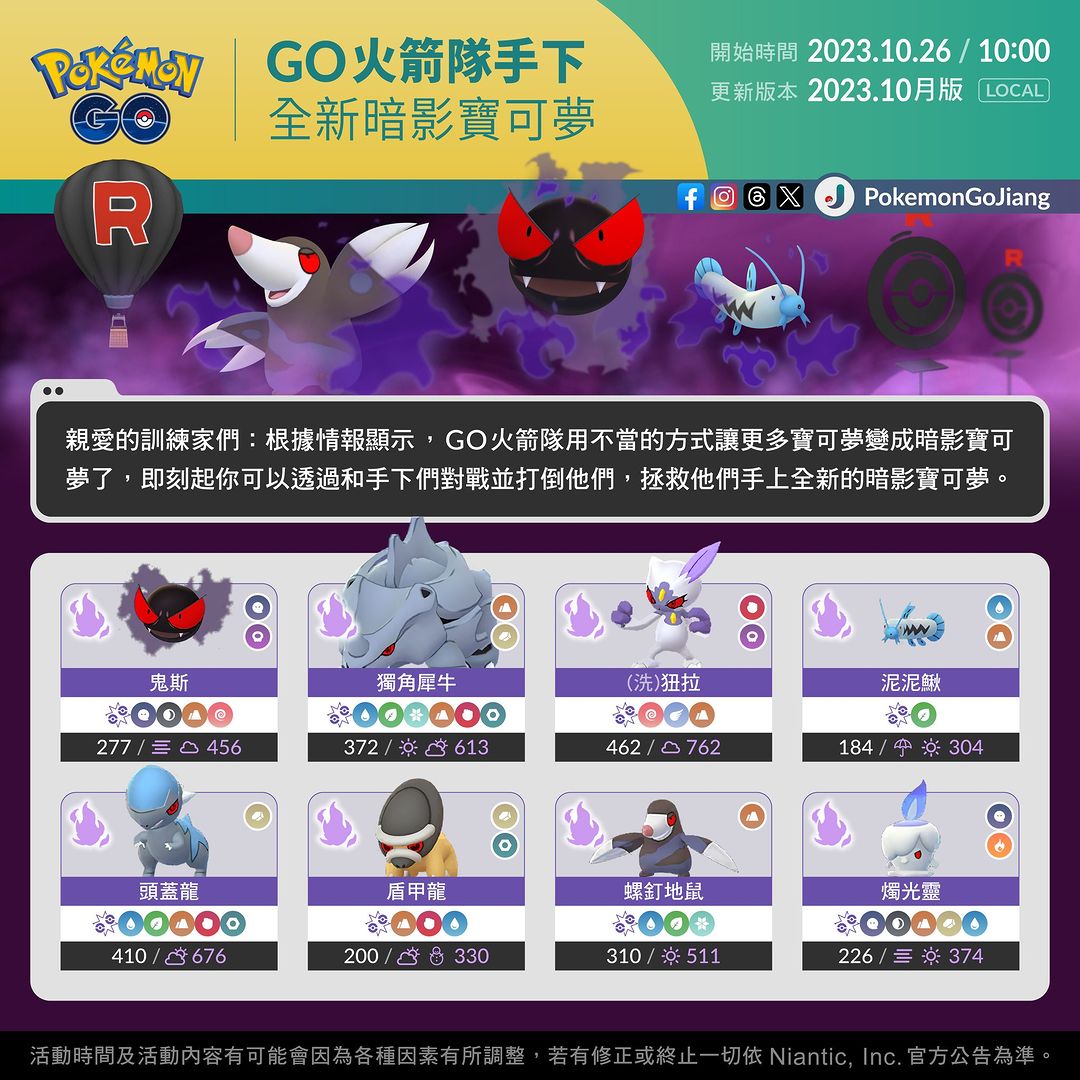 POKÉMON
GO
GO火箭隊手下
全新暗影寶可夢
開始時間 2023.10.26 / 10:00
更新版本 2023.10月版 LOCAL
PokemonGoJiang
R
R
R
親愛的訓練家們：根據情報顯示，GO火箭隊用不當的方式讓更多寶可夢變成暗影寶可
夢了，即刻起你可以透過和手下們對戰並打倒他們，拯救他們手上全新的暗影寶可夢。
鬼斯
277 / 456
獨角犀牛
372 / 613
(洗)狃拉
462 / 762
泥泥鰍
184 / 304
頭蓋龍
410 / 676
盾甲龍
200 / 330
螺釘地鼠
310 / 511
燭光靈
226 / 374
活動時間及活動內容有可能會因為各種因素有所調整，若有修正或終止一切依 Niantic, Inc. 官方公告為準。